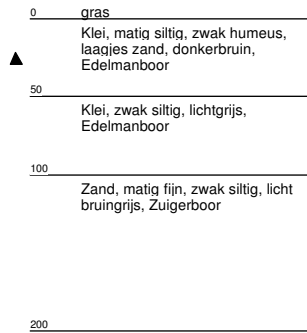 0 gras
Klei, matig siltig, zwak humeus,
laagjes zand, donkerbruin,
Edelmanboor
50
Klei, zwak siltig, lichtgrijs,
Edelmanboor
100
Zand, matig fijn, zwak siltig, licht
bruingrijs, Zuigerboor
200